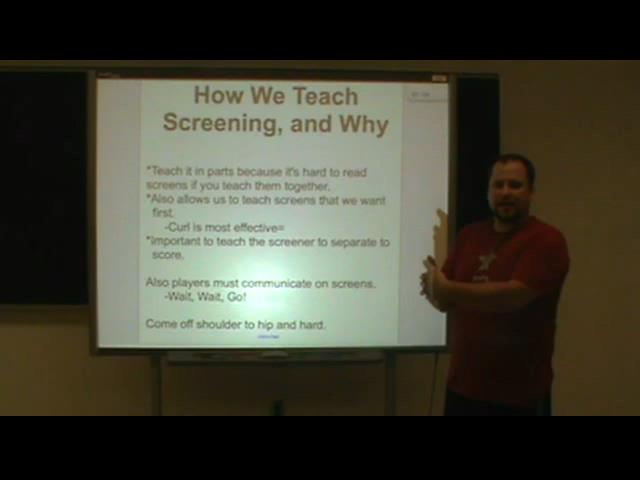 How We Teach
Screening, and Why
*Teach it in parts because it's hard to read
screens if you teach them together.
*Also allows us to teach screens that we want
first.
-Curl is most effective=
*Important to teach the screener to separate to
score.
Also players must communicate on screens.
-Wait, Wait, Go!
Come off shoulder to hip and hard.